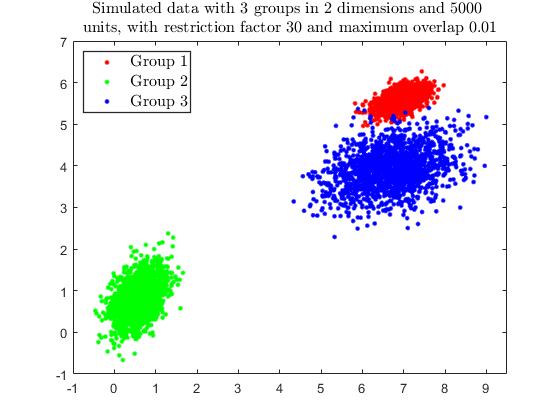 Simulated data with 3 groups in 2 dimensions and 5000
units, with restriction factor 30 and maximum overlap 0.01
Group 1
Group 2
Group 3
7
6
5
4
3
2
1
0
-1
-1 0 1 2 3 4 5 6 7 8 9